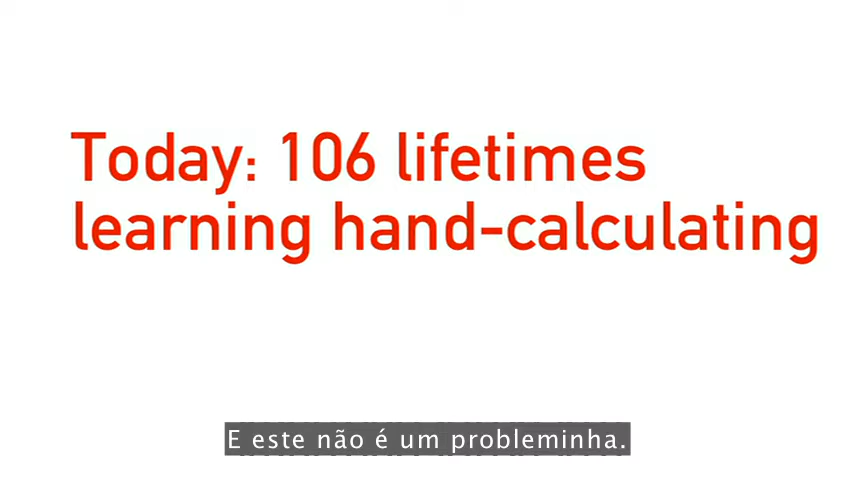 Today: 106 lifetimes
learning hand-calculating
E este não é um probleminha.